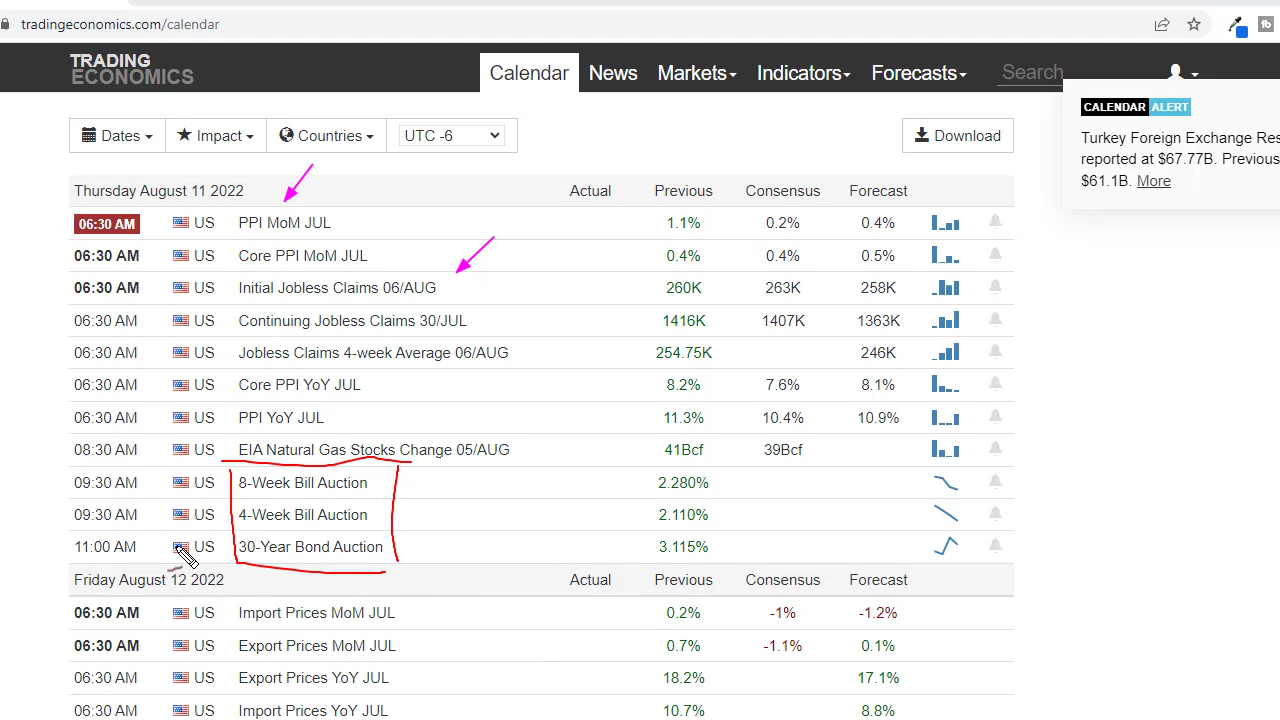 tradingeconomics.com/calendar
TRADING
ECONOMICS
Calendar News Markets Indicators Forecasts Search
CALENDAR ALERT
Turkey Foreign Exchange Res
reported at $67.77B. Previous
$61.1B. More
Dates Impact Countries UTC -6 Download
Thursday August 11 2022 Actual Previous Consensus Forecast
06:30 AM US PPI MoM JUL 1.1% 0.2% 0.4%
06:30 AM US Core PPI MoM JUL 0.4% 0.4% 0.5%
06:30 AM US Initial Jobless Claims 06/AUG 260K 263K 258K
06:30 AM US Continuing Jobless Claims 30/JUL 1416K 1407K 1363K
06:30 AM US Jobless Claims 4-week Average 06/AUG 254.75K 246K
06:30 AM US Core PPI YoY JUL 8.2% 7.6% 8.1%
06:30 AM US PPI YoY JUL 11.3% 10.4% 10.9%
08:30 AM US EIA Natural Gas Stocks Change 05/AUG 41Bcf 39Bcf
09:30 AM US 8-Week Bill Auction 2.280%
09:30 AM US 4-Week Bill Auction 2.110%
11:00 AM US 30-Year Bond Auction 3.115%
Friday August 12 2022 Actual Previous Consensus Forecast
06:30 AM US Import Prices MoM JUL 0.2% -1% -1.2%
06:30 AM US Export Prices MoM JUL 0.7% -1.1% 0.1%
06:30 AM US Export Prices YoY JUL 18.2% 17.1%
06:30 AM US Import Prices YoY JUL 10.7% 8.8%